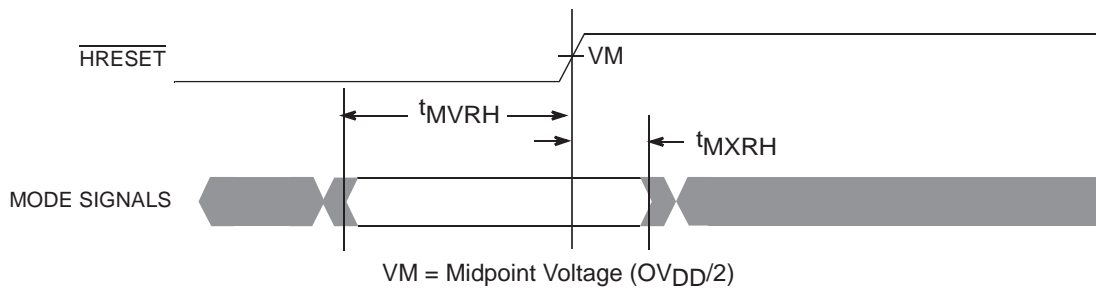 HRESET
VM
tMVRH
tMXRH
MODE SIGNALS
VM = Midpoint Voltage (OVDD/2)